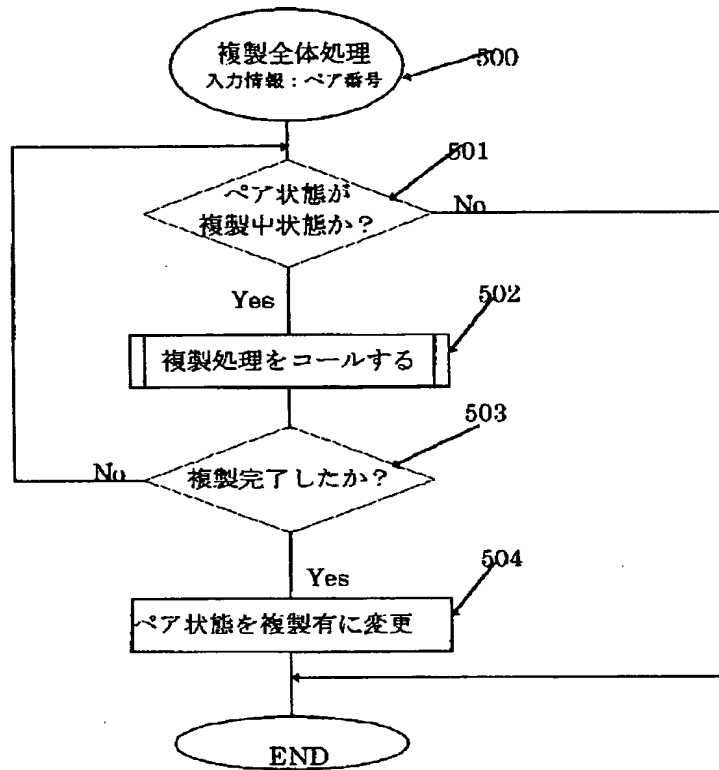 複製全体処理
入力情報：ペア番号
500
501
ペア状態が
複製中状態か？
No
Yes
502
複製処理をコールする
503
複製完了したか？
No
Yes
504
ペア状態を複製有に変更
END